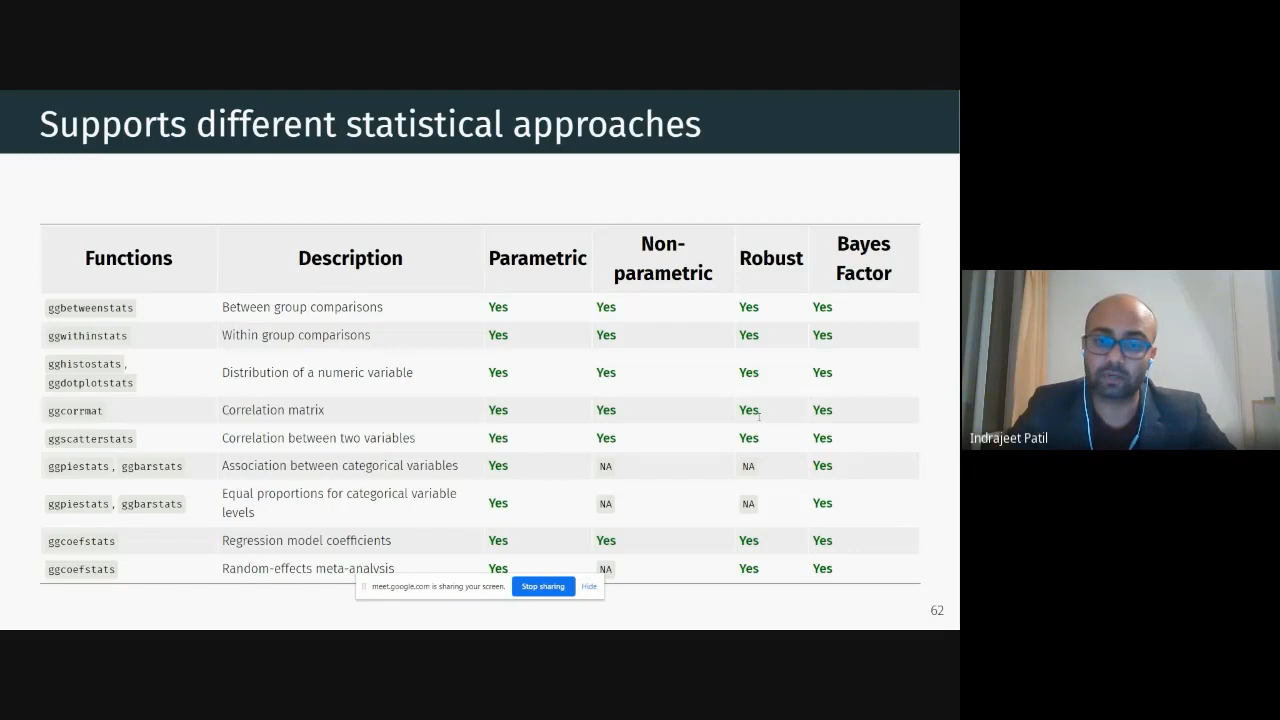 Supports different statistical approaches
Functions Description Parametric Non-parametric Robust Bayes Factor
ggbetweenstats Between group comparisons Yes Yes Yes Yes
ggwithinstats Within group comparisons Yes Yes Yes Yes
gghistostats, ggdotplotstats Distribution of a numeric variable Yes Yes Yes Yes
ggcorrmat Correlation matrix Yes Yes Yes Yes
ggscatterstats Correlation between two variables Yes Yes Yes Yes
ggpiestats, ggbarstats Association between categorical variables Yes NA NA Yes
ggpiestats, ggbarstats Equal proportions for categorical variable levels Yes NA NA Yes
ggcoefstats Regression model coefficients Yes Yes Yes Yes
ggcoefstats Random-effects meta-analysis Yes NA Yes Yes
meet.google.com is sharing your screen. Stop sharing Hide
62
Indrajeet Patil